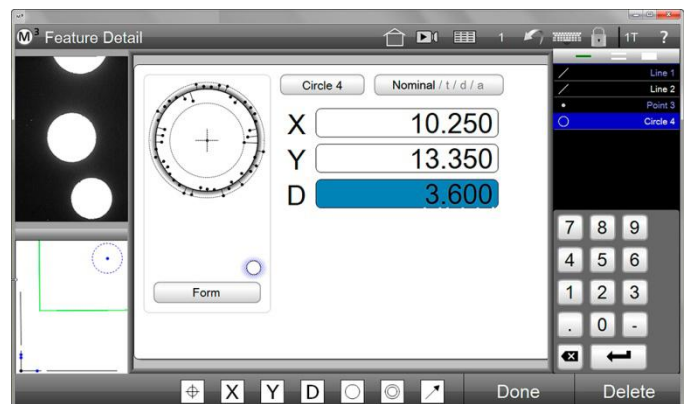 M³ Feature Detail
1
1T ?
Circle 4
Nominal / t / d / a
X 10.250
Y 13.350
D 3.600
Form
Line 1
Line 2
Point 3
Circle 4
7 8 9
4 5 6
1 2 3
. 0 -
X Y D
Done
Delete